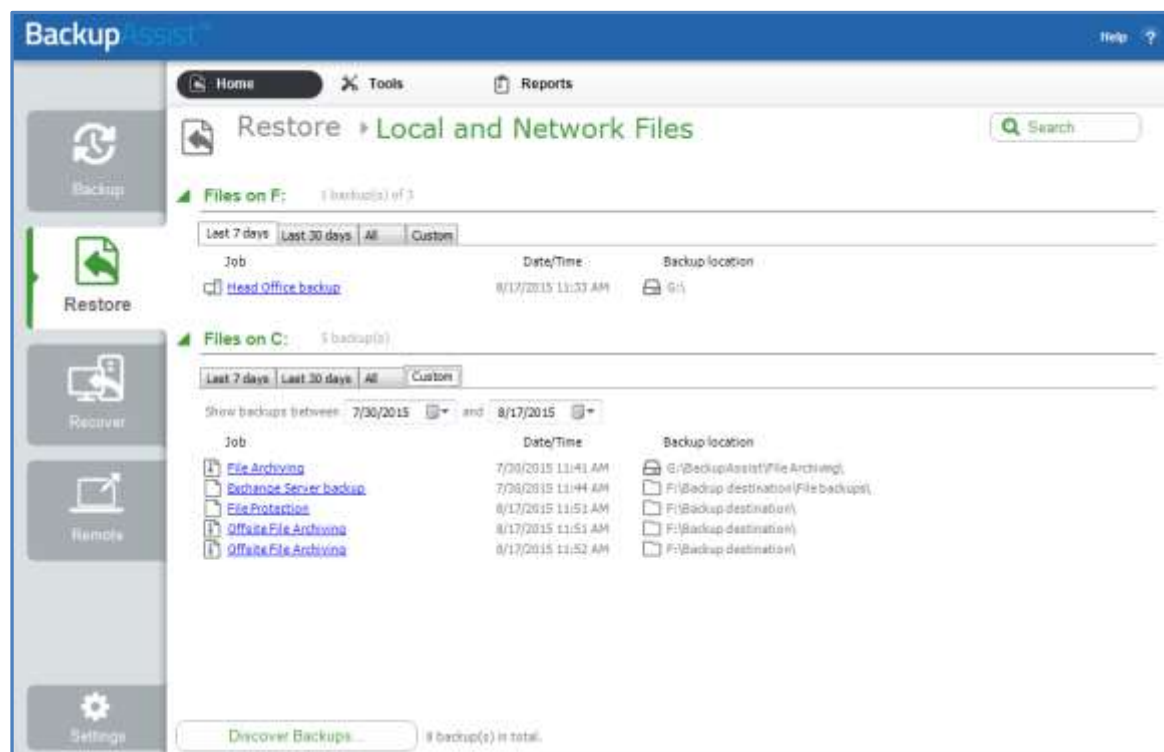 BackupAssist™
Help ?
Home Tools Reports
Restore Local and Network Files
Search
Backup
Restore
Recover
Remote
Settings
Files on F: 1 backup(s) of 3
Last 7 days Last 30 days All Custom
Job Date/Time Backup location
Head Office backup 8/17/2015 11:33 AM G:\
Files on C: 5 backup(s)
Last 7 days Last 30 days All Custom
Show backups between 7/30/2015 and 8/17/2015
Job Date/Time Backup location
File Archiving 7/30/2015 11:41 AM G:\BackupAssist\File Archiving\
Exchange Server backup 7/30/2015 11:44 AM F:\Backup destination\File backups\
File Protection 8/17/2015 11:51 AM F:\Backup destination\
Offsite File Archiving 8/17/2015 11:51 AM F:\Backup destination\
Offsite File Archiving 8/17/2015 11:52 AM F:\Backup destination\
Discover Backups... 8 backup(s) in total.